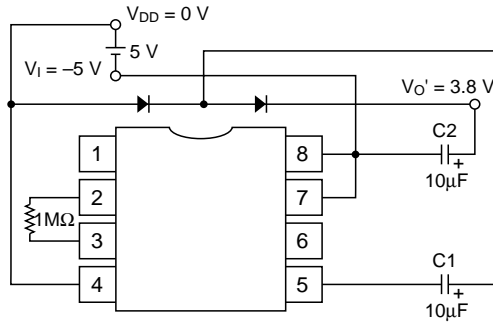 V_DD = 0 V
5 V
V_I = –5 V
V_O' = 3.8 V
C2
+
10μF
1
8
2
7
1MΩ
3
6
4
5
C1
+
10μF